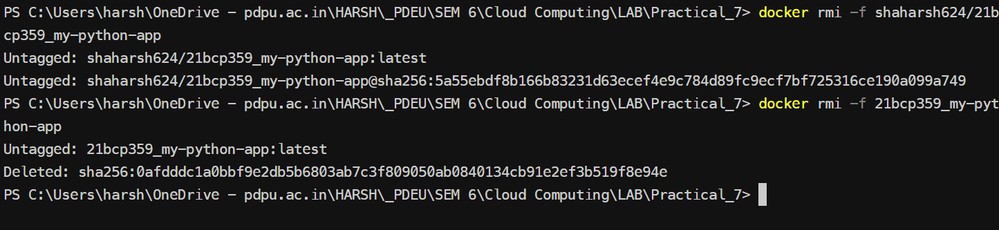 PS C:\Users\harsh\OneDrive - pdpu.ac.in\HARSH\_PDEU\SEM 6\Cloud Computing\LAB\Practical_7> docker rmi -f shaharsh624/21b
cp359_my-python-app
Untagged: shaharsh624/21bcp359_my-python-app:latest
Untagged: shaharsh624/21bcp359_my-python-app@sha256:5a55ebdf8b166b83231d63ecef4e9c784d89fc9ecf7bf725316ce190a099a749
PS C:\Users\harsh\OneDrive - pdpu.ac.in\HARSH\_PDEU\SEM 6\Cloud Computing\LAB\Practical_7> docker rmi -f 21bcp359_my-pyt
hon-app
Untagged: 21bcp359_my-python-app:latest
Deleted: sha256:0afdddc1a0bbf9e2db5b6803ab7c3f809050ab0840134cb91e2ef3b519f8e94e
PS C:\Users\harsh\OneDrive - pdpu.ac.in\HARSH\_PDEU\SEM 6\Cloud Computing\LAB\Practical_7>